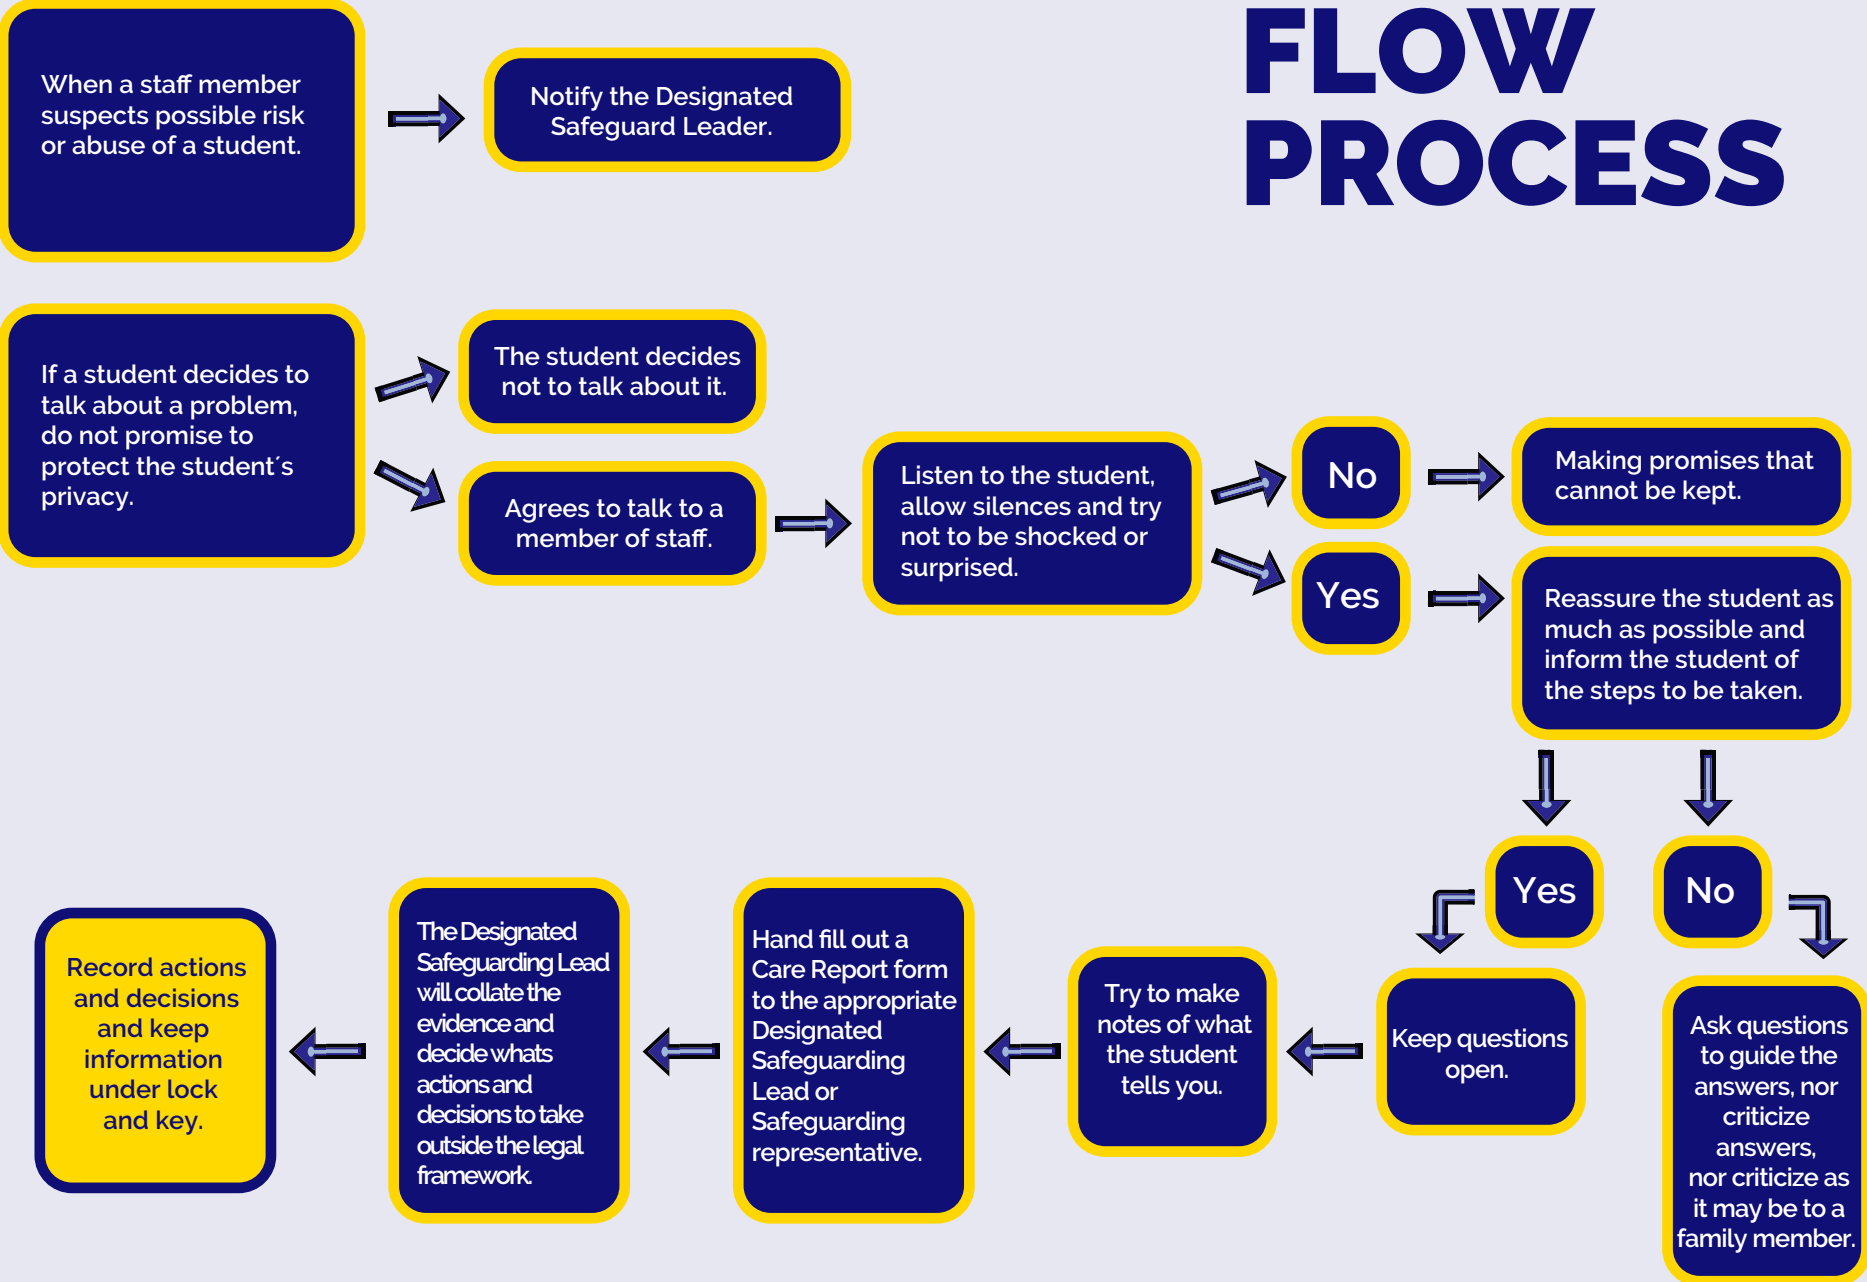 FLOW
PROCESS
When a staff member
suspects possible risk
or abuse of a student.
Notify the Designated
Safeguard Leader.
If a student decides to
talk about a problem,
do not promise to
protect the student´s
privacy.
The student decides
not to talk about it.
Agrees to talk to a
member of staff.
Listen to the student,
allow silences and try
not to be shocked or
surprised.
No
Making promises that
cannot be kept.
Yes
Reassure the student as
much as possible and
inform the student of
the steps to be taken.
Yes
No
Ask questions
to guide the
answers, nor
criticize
answers,
nor criticize as
it may be to a
family member.
Keep questions
open.
Try to make
notes of what
the student
tells you.
Hand fill out a
Care Report form
to the appropriate
Designated
Safeguarding
Lead or
Safeguarding
representative.
The Designated
Safeguarding Lead
will collate the
evidence and
decide whats
actions and
decisions to take
outside the legal
framework.
Record actions
and decisions
and keep
information
under lock
and key.